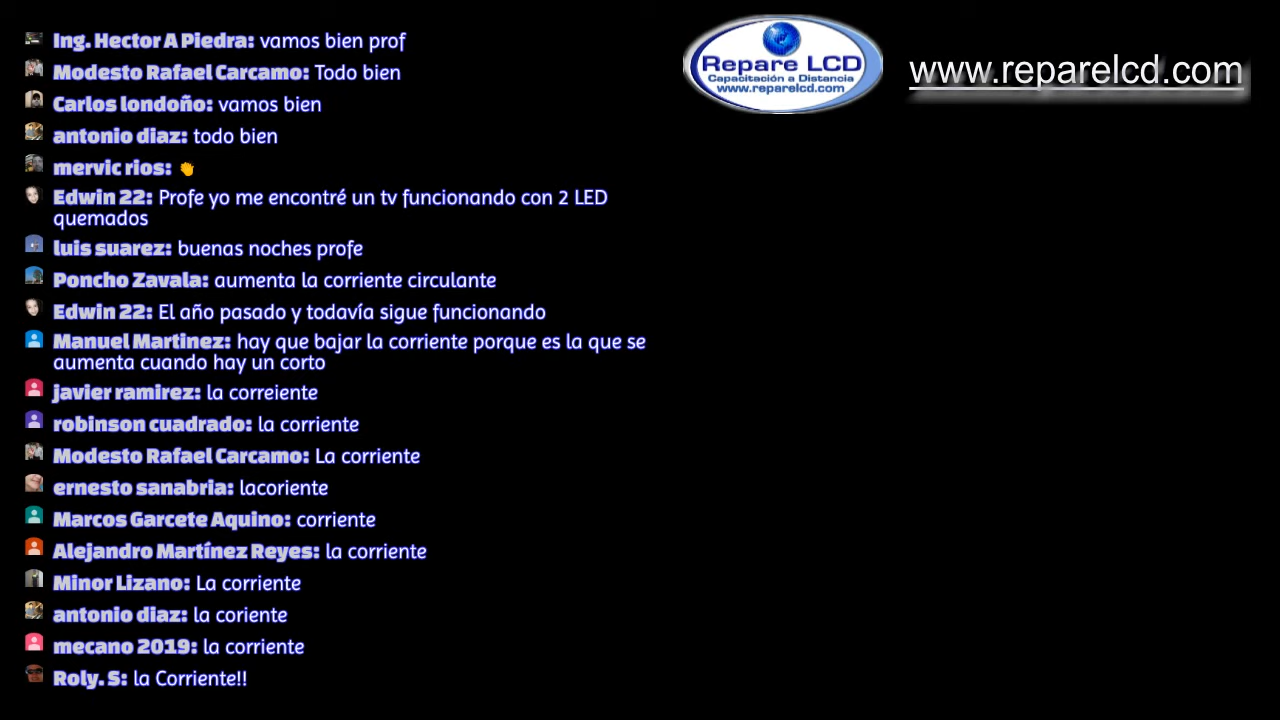 Ing. Hector A Piedra: vamos bien prof
Modesto Rafael Carcamo: Todo bien
Carlos londoño: vamos bien
antonio diaz: todo bien
mervic rios: 👏
Edwin 22: Profe yo me encontré un tv funcionando con 2 LED
quemados
luis suarez: buenas noches profe
Poncho Zavala: aumenta la corriente circulante
Edwin 22: El año pasado y todavía sigue funcionando
Manuel Martinez: hay que bajar la corriente porque es la que se
aumenta cuando hay un corto
javier ramirez: la correiente
robinson cuadrado: la corriente
Modesto Rafael Carcamo: La corriente
ernesto sanabria: lacoriente
Marcos Garcete Aquino: corriente
Alejandro Martínez Reyes: la corriente
Minor Lizano: La corriente
antonio diaz: la coriente
mecano 2019: la corriente
Roly. S: la Corriente!!
Repare LCD
Capacitación a Distancia
www.reparelcd.com
www.reparelcd.com